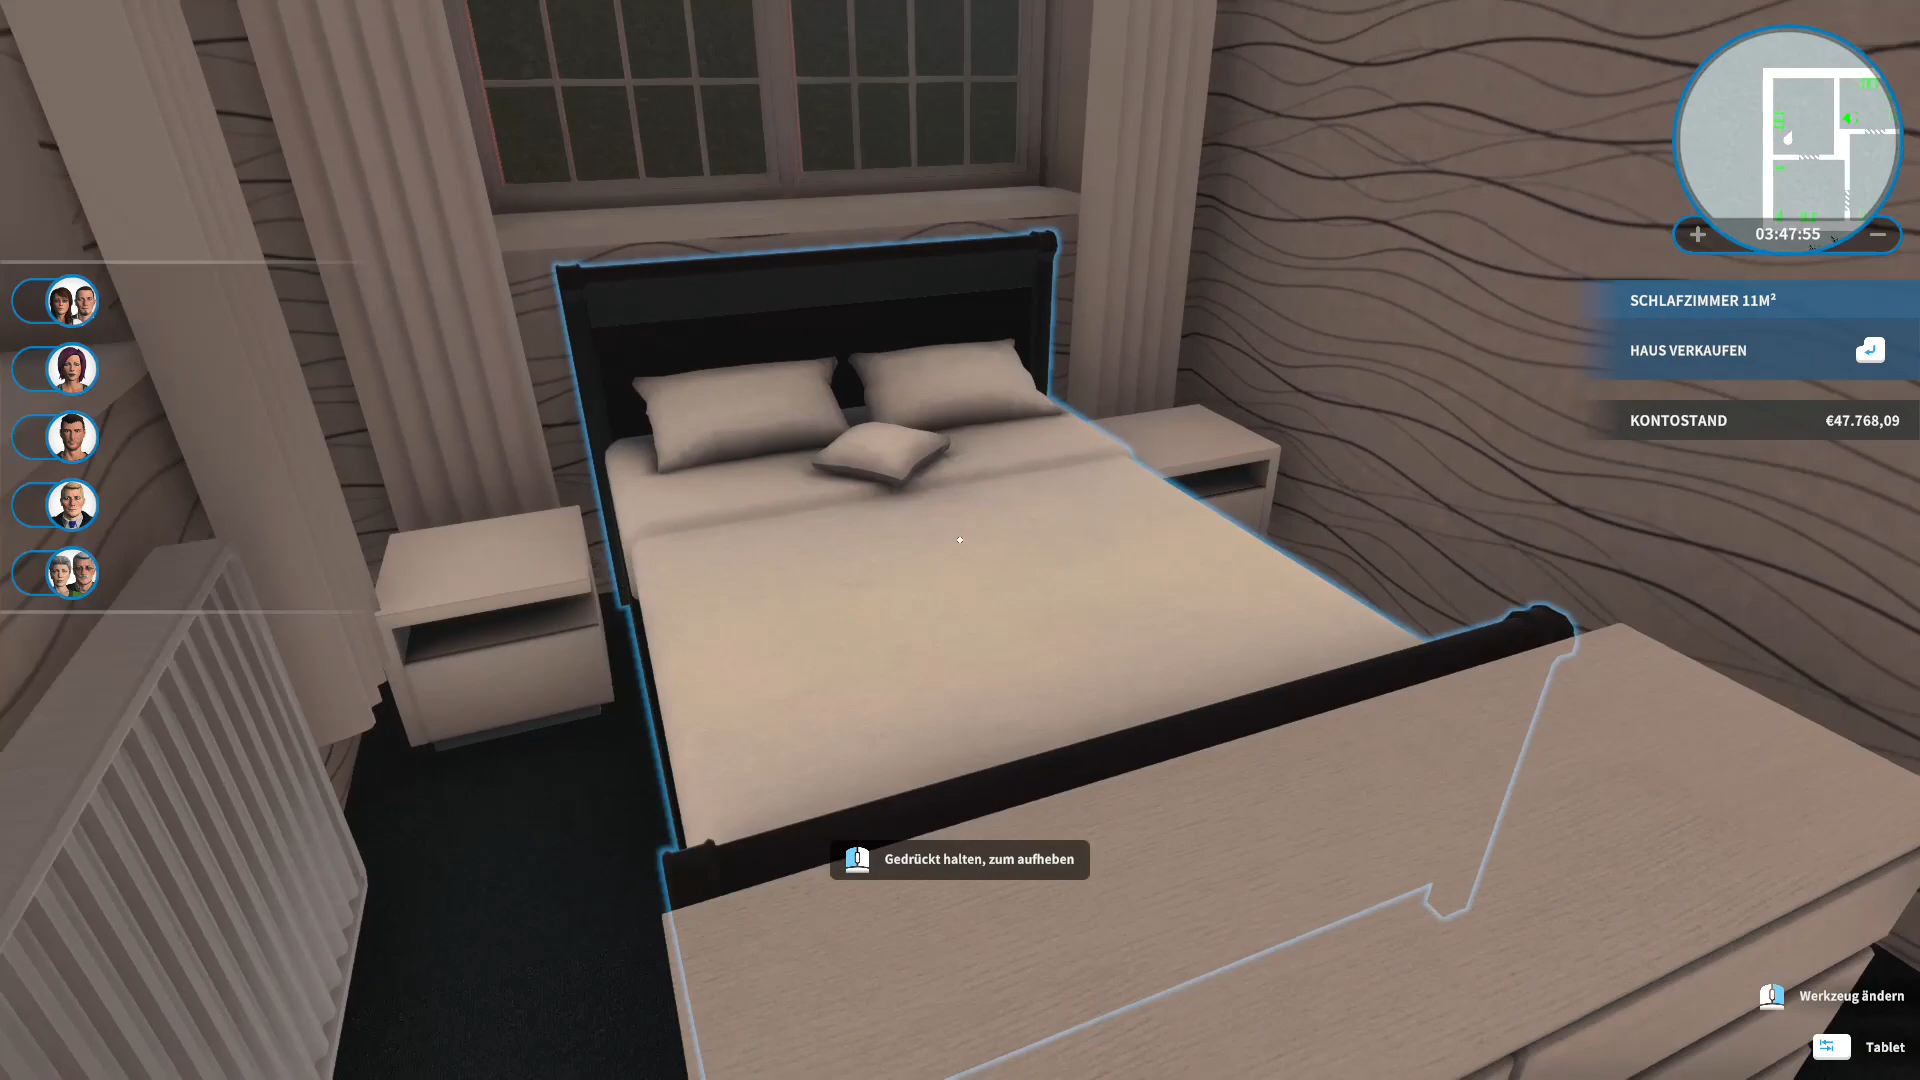 03:47:55
SCHLAFZIMMER 11M²
HAUS VERKAUFEN
KONTOSTAND €47.768,09
Gedrückt halten, zum aufheben
Werkzeug ändern
Tablet